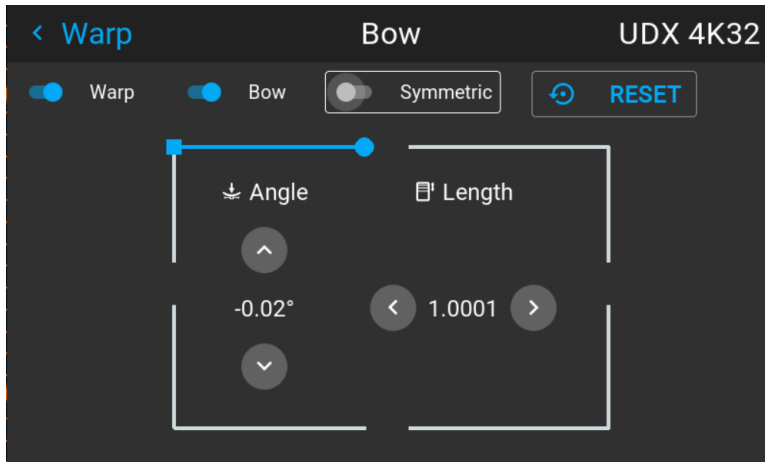 Warp Bow UDX 4K32
Warp Bow Symmetric RESET
Angle Length
-0.02° 1.0001